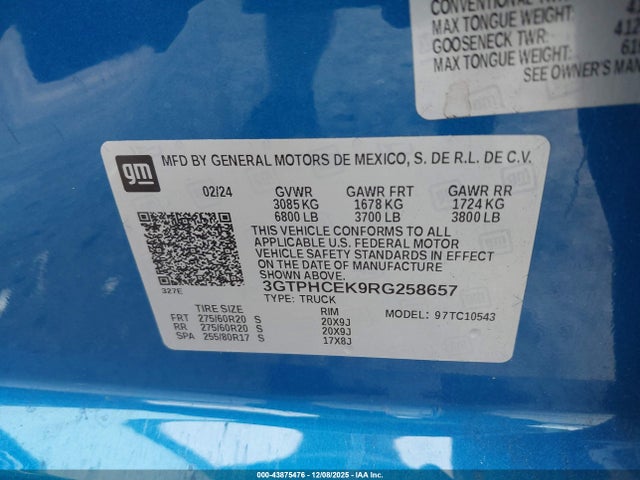 CONVENTIONAL TWR:
MAX TONGUE WEIGHT:
GOOSENECK TWR: 412
MAX TONGUE WEIGHT: 618
SEE OWNER'S MAN
gm
MFD BY GENERAL MOTORS DE MEXICO, S. DE R.L. DE C.V.
02/24 GVWR GAWR FRT GAWR RR
3085 KG 1678 KG 1724 KG
6800 LB 3700 LB 3800 LB
THIS VEHICLE CONFORMS TO ALL
APPLICABLE U.S. FEDERAL MOTOR
VEHICLE SAFETY STANDARDS IN EFFECT
ON THE DATE OF MANUFACTURE
SHOWN ABOVE.
3GTPHCEK9RG258657
327E
TYPE: TRUCK
MODEL: 97TC10543
TIRE SIZE RIM
FRT 275/60R20 S 20X9J
RR 275/60R20 S 20X9J
SPA 255/80R17 S 17X8J
000-43875476 | 12/08/2025 | IAA Inc.